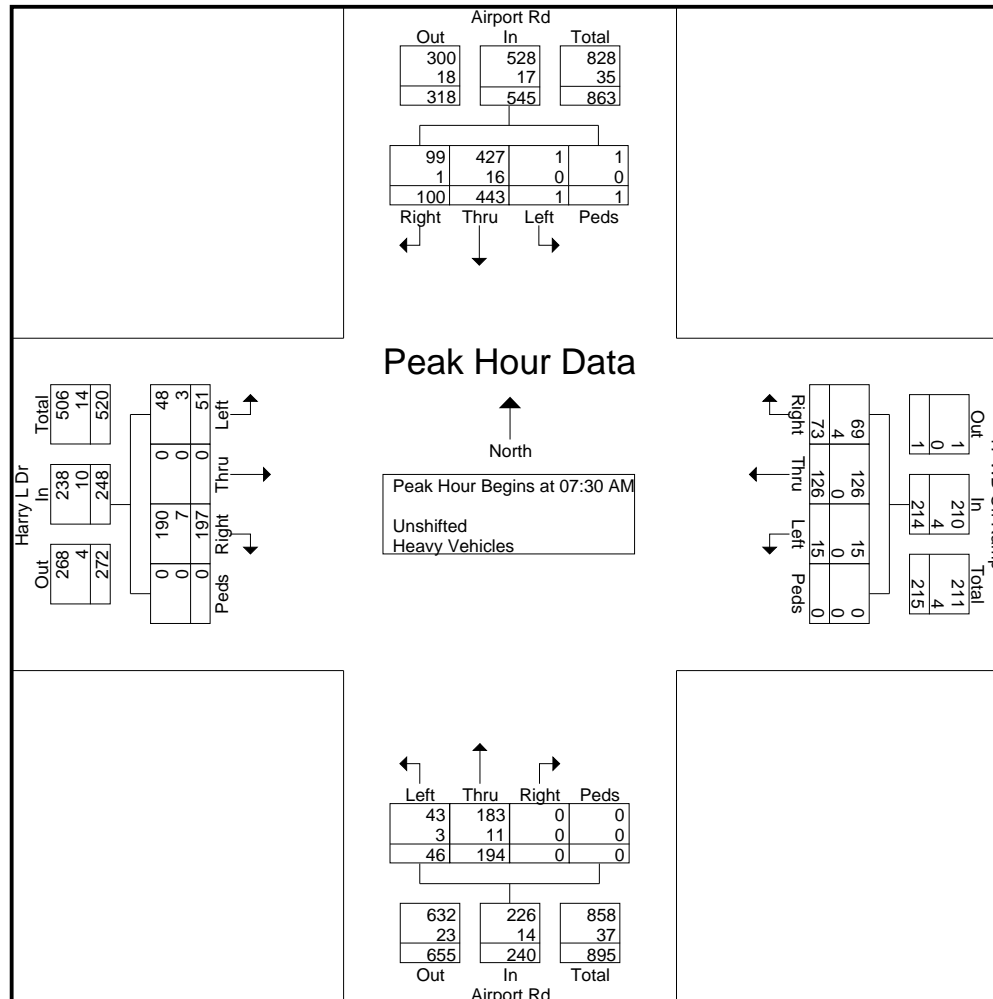 Airport Rd
Out In Total
300 528 828
18 17 35
318 545 863
99 427 1 1
1 16 0 0
100 443 1 1
Right Thru Left Peds
Peak Hour Data
North
Peak Hour Begins at 07:30 AM
Unshifted
Heavy Vehicles
Harry L Dr
Out In Total
268 238 506
4 10 14
272 248 520
48 0 190 0
3 0 7 0
51 0 197 0
Left Thru Right Peds
Out In Total
1 210 211
0 4 4
1 214 215
69 126 15 0
4 0 0 0
73 126 15 0
Right Thru Left Peds
Left Thru Right Peds
43 183 0 0
3 11 0 0
46 194 0 0
632 226 858
23 14 37
655 240 895
Out In Total
Airport Rd